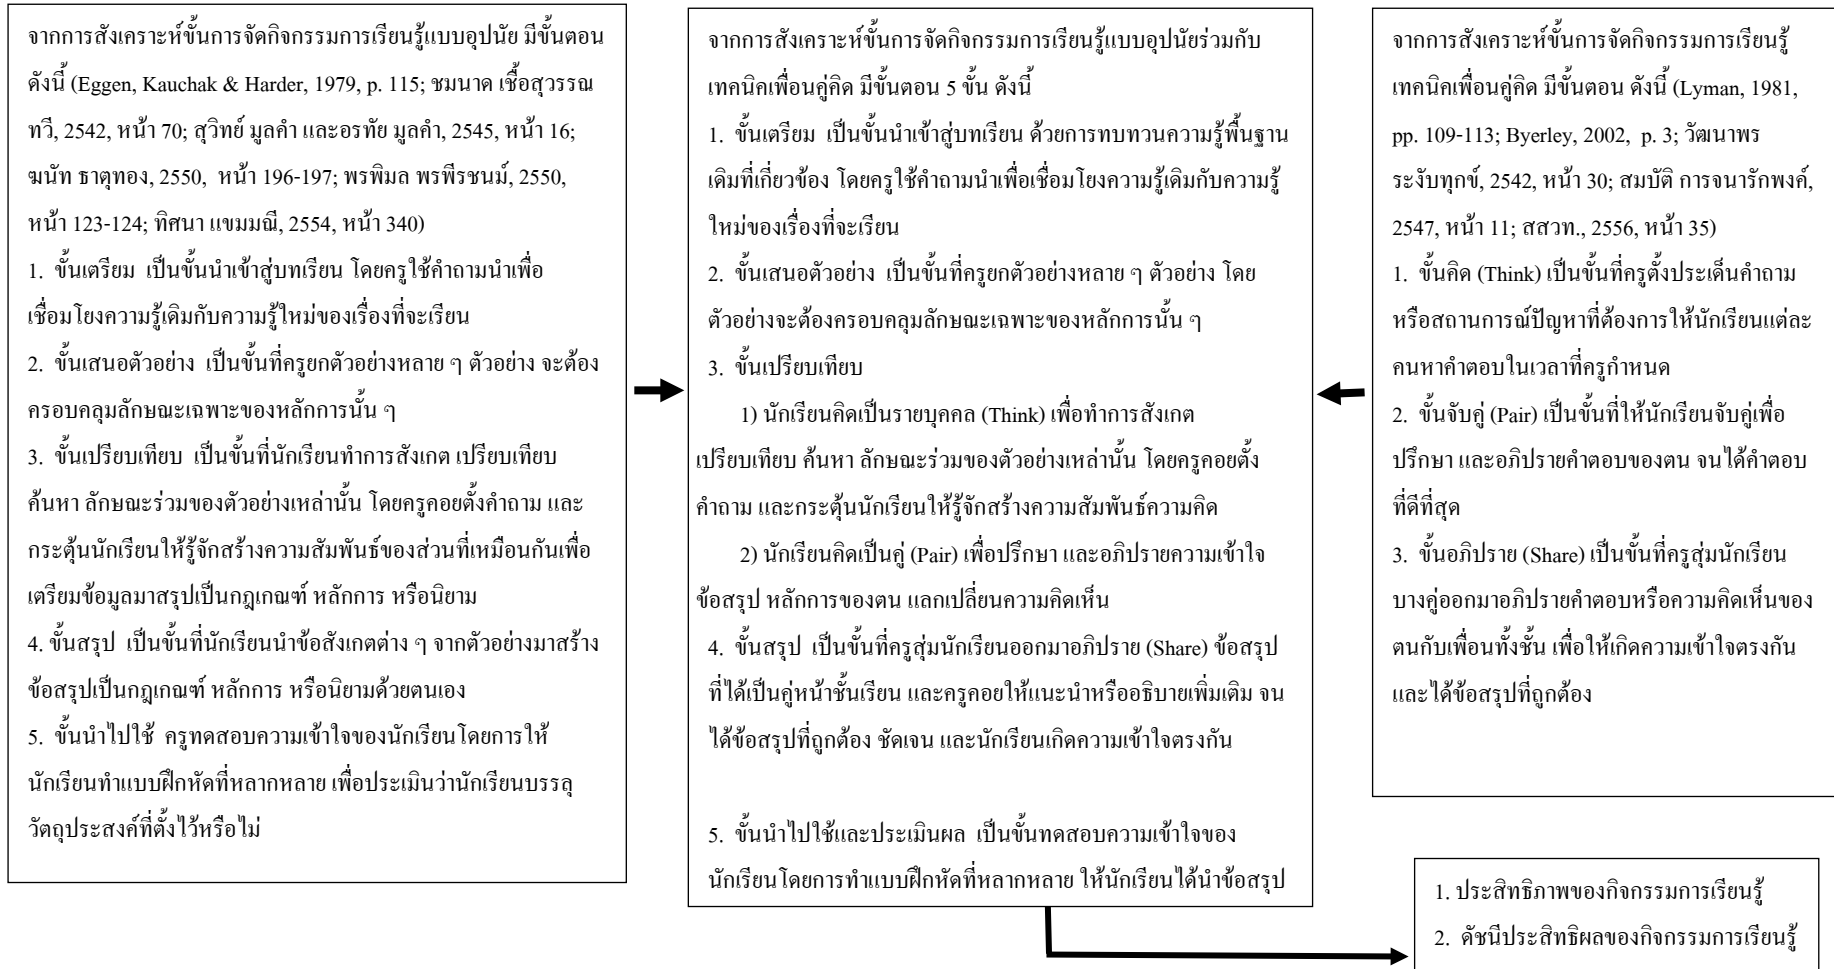 จากการสังเคราะห์ขั้นการจัดกิจกรรมการเรียนรู้แบบอุปนัย มีขั้นตอน
ดังนี้ (Eggen, Kauchak & Harder, 1979, p. 115; ชมนาด เชื้อสุวรรณ
ทวี, 2542, หน้า 70; สุวิทย์ มูลคำ และอรทัย มูลคำ, 2545, หน้า 16;
ฆนัท ธาตุทอง, 2550, หน้า 196-197; พรพิมล พรพีรชนม์, 2550,
หน้า 123-124; ทิศนา แขมมณี, 2554, หน้า 340)
1. ขั้นเตรียม เป็นขั้นนำเข้าสู่บทเรียน โดยครูใช้คำถามนำเพื่อ
เชื่อมโยงความรู้เดิมกับความรู้ใหม่ของเรื่องที่จะเรียน
2. ขั้นเสนอตัวอย่าง เป็นขั้นที่ครูยกตัวอย่างหลาย ๆ ตัวอย่าง จะต้อง
ครอบคลุมลักษณะเฉพาะของหลักการนั้น ๆ
3. ขั้นเปรียบเทียบ เป็นขั้นที่นักเรียนทำการสังเกต เปรียบเทียบ
ค้นหา ลักษณะร่วมของตัวอย่างเหล่านั้น โดยครูคอยตั้งคำถาม และ
กระตุ้นนักเรียนให้รู้จักสร้างความสัมพันธ์ของส่วนที่เหมือนกันเพื่อ
เตรียมข้อมูลมาสรุปเป็นกฎเกณฑ์ หลักการ หรือนิยาม
4. ขั้นสรุป เป็นขั้นที่นักเรียนนำข้อสังเกตต่าง ๆ จากตัวอย่างมาสร้าง
ข้อสรุปเป็นกฎเกณฑ์ หลักการ หรือนิยามด้วยตนเอง
5. ขั้นนำไปใช้ ครูทดสอบความเข้าใจของนักเรียนโดยการให้
นักเรียนทำแบบฝึกหัดที่หลากหลาย เพื่อประเมินว่านักเรียนบรรลุ
วัตถุประสงค์ที่ตั้งไว้หรือไม่
จากการสังเคราะห์ขั้นการจัดกิจกรรมการเรียนรู้แบบอุปนัยร่วมกับ
เทคนิคเพื่อนคู่คิด มีขั้นตอน 5 ขั้น ดังนี้
1. ขั้นเตรียม เป็นขั้นนำเข้าสู่บทเรียน ด้วยการทบทวนความรู้พื้นฐาน
เดิมที่เกี่ยวข้อง โดยครูใช้คำถามนำเพื่อเชื่อมโยงความรู้เดิมกับความรู้
ใหม่ของเรื่องที่จะเรียน
2. ขั้นเสนอตัวอย่าง เป็นขั้นที่ครูยกตัวอย่างหลาย ๆ ตัวอย่าง โดย
ตัวอย่างจะต้องครอบคลุมลักษณะเฉพาะของหลักการนั้น ๆ
3. ขั้นเปรียบเทียบ
1) นักเรียนคิดเป็นรายบุคคล (Think) เพื่อทำการสังเกต
เปรียบเทียบ ค้นหา ลักษณะร่วมของตัวอย่างเหล่านั้น โดยครูคอยตั้ง
คำถาม และกระตุ้นนักเรียนให้รู้จักสร้างความสัมพันธ์ความคิด
2) นักเรียนคิดเป็นคู่ (Pair) เพื่อปรึกษา และอภิปรายความเข้าใจ
ข้อสรุป หลักการของตน แลกเปลี่ยนความคิดเห็น
4. ขั้นสรุป เป็นขั้นที่ครูสุ่มนักเรียนออกมาอภิปราย (Share) ข้อสรุป
ที่ได้เป็นคู่หน้าชั้นเรียน และครูคอยให้แนะนำหรืออธิบายเพิ่มเติม จน
ได้ข้อสรุปที่ถูกต้อง ชัดเจน และนักเรียนเกิดความเข้าใจตรงกัน
5. ขั้นนำไปใช้และประเมินผล เป็นขั้นทดสอบความเข้าใจของ
นักเรียนโดยการทำแบบฝึกหัดที่หลากหลาย ให้นักเรียนได้นำข้อสรุป
จากการสังเคราะห์ขั้นการจัดกิจกรรมการเรียนรู้
เทคนิคเพื่อนคู่คิด มีขั้นตอน ดังนี้ (Lyman, 1981,
pp. 109-113; Byerley, 2002, p. 3; วัฒนาพร
ระงับทุกข์, 2542, หน้า 30; สมบัติ การจนารักพงค์,
2547, หน้า 11; สสวท., 2556, หน้า 35)
1. ขั้นคิด (Think) เป็นขั้นที่ครูตั้งประเด็นคำถาม
หรือสถานการณ์ปัญหาที่ต้องการให้นักเรียนแต่ละ
คนหาคำตอบในเวลาที่ครูกำหนด
2. ขั้นจับคู่ (Pair) เป็นขั้นที่ให้นักเรียนจับคู่เพื่อ
ปรึกษา และอภิปรายคำตอบของตน จนได้คำตอบ
ที่ดีที่สุด
3. ขั้นอภิปราย (Share) เป็นขั้นที่ครูสุ่มนักเรียน
บางคู่ออกมาอภิปรายคำตอบหรือความคิดเห็นของ
ตนกับเพื่อนทั้งชั้น เพื่อให้เกิดความเข้าใจตรงกัน
และได้ข้อสรุปที่ถูกต้อง
1. ประสิทธิภาพของกิจกรรมการเรียนรู้
2. ดัชนีประสิทธิผลของกิจกรรมการเรียนรู้